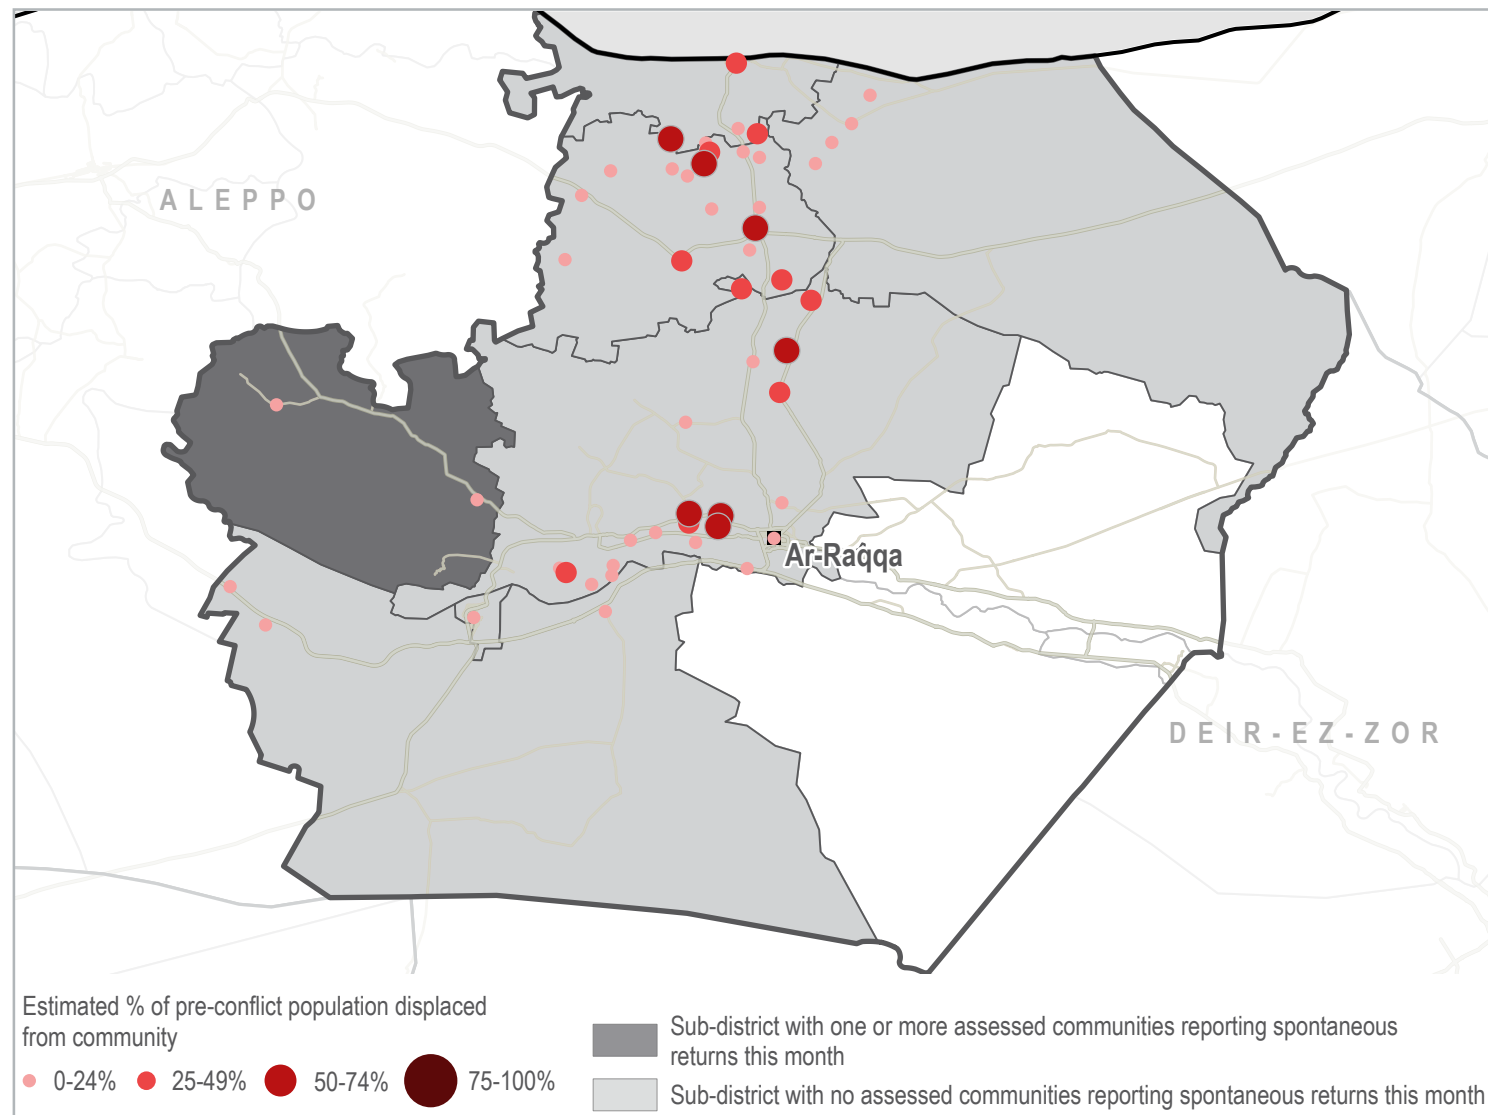 ALEPPO
Ar-Raqqa
DEIR-EZ-ZOR
Estimated % of pre-conflict population displaced
from community
0-24%
25-49%
50-74%
75-100%
Sub-district with one or more assessed communities reporting spontaneous
returns this month
Sub-district with no assessed communities reporting spontaneous returns this month